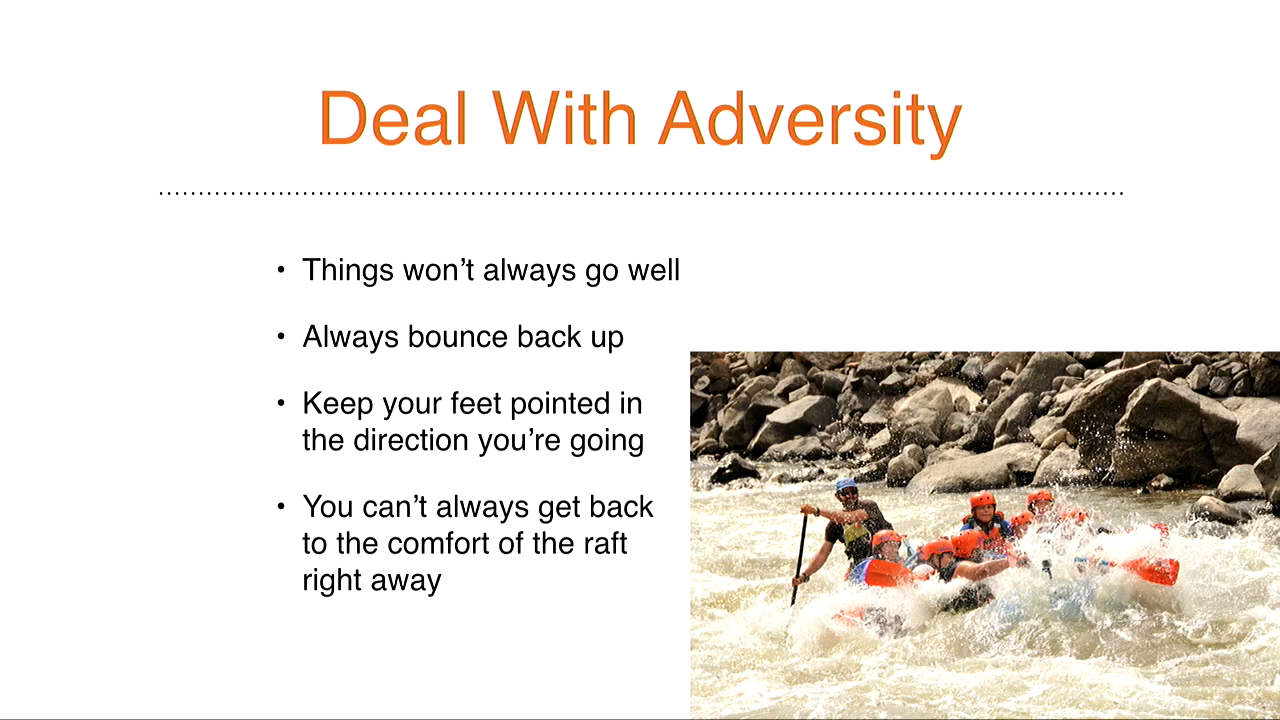 Deal With Adversity
• Things won’t always go well
• Always bounce back up
• Keep your feet pointed in
the direction you’re going
• You can’t always get back
to the comfort of the raft
right away